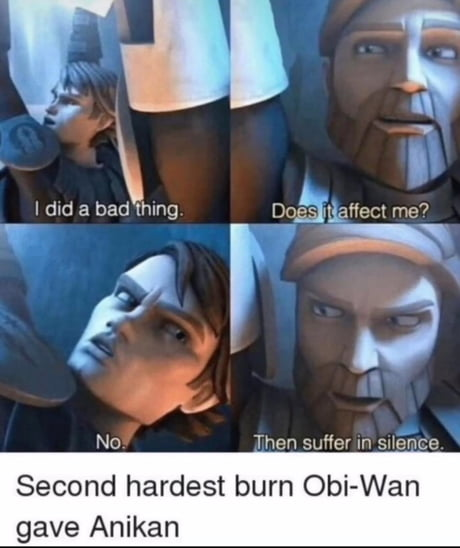 I did a bad thing.
Does it affect me?
No.
Then suffer in silence.
Second hardest burn Obi-Wan
gave Anikan